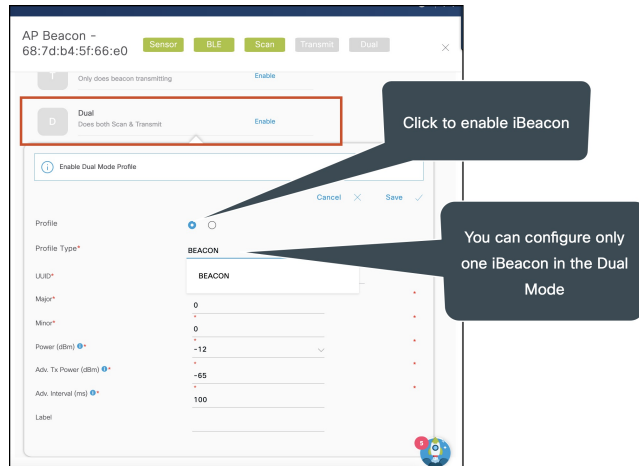 AP Beacon -
68:7d:b4:5f:66:e0
Sensor BLE Scan Transmit Dual
T Only does beacon transmitting Enable
Dual
D Does both Scan & Transmit Enable
Click to enable iBeacon
i Enable Dual Mode Profile
Cancel Save
Profile
Profile Type* BEACON
You can configure only
one iBeacon in the Dual
Mode
UUID* BEACON
Major* 0 *
*
Minor* 0 *
*
Power (dBm) i* -12 *
*
Adv. Tx Power (dBm) i* -65 *
*
Adv. Interval (ms) i* 100
Label
5